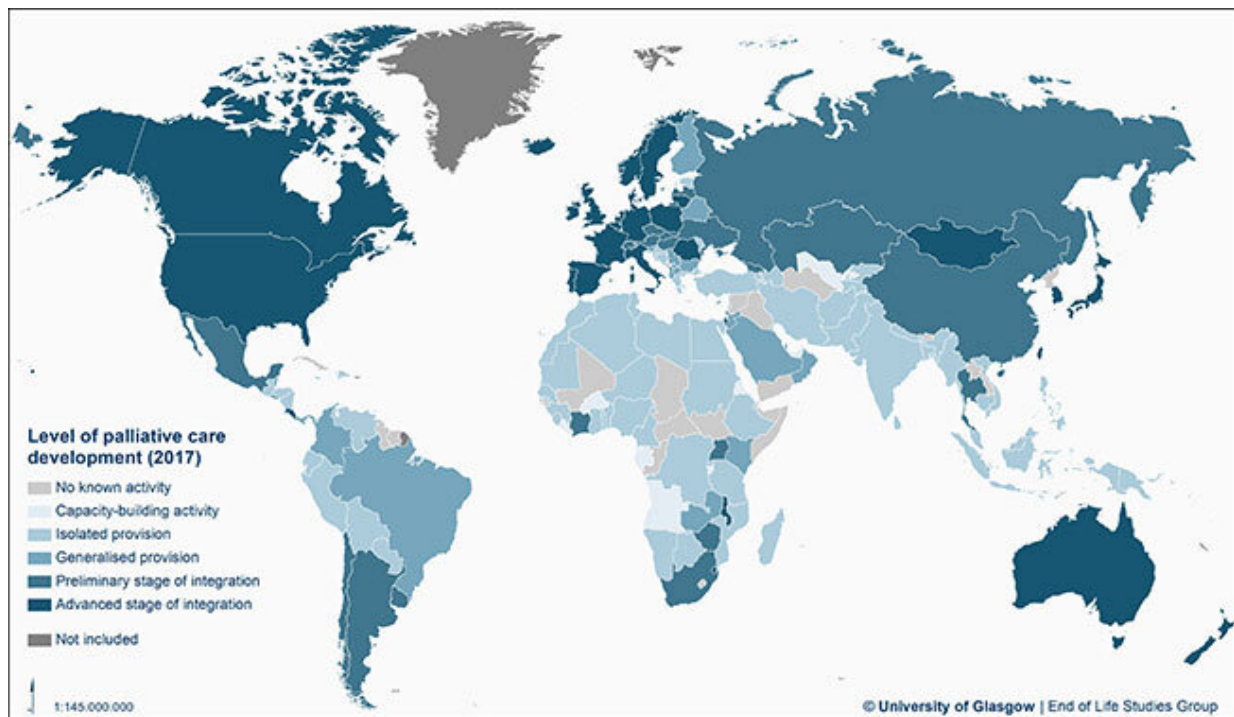 Level of palliative care
development (2017)
No known activity
Capacity-building activity
Isolated provision
Generalised provision
Preliminary stage of integration
Advanced stage of integration
Not included
1:145.000.000
© University of Glasgow | End of Life Studies Group